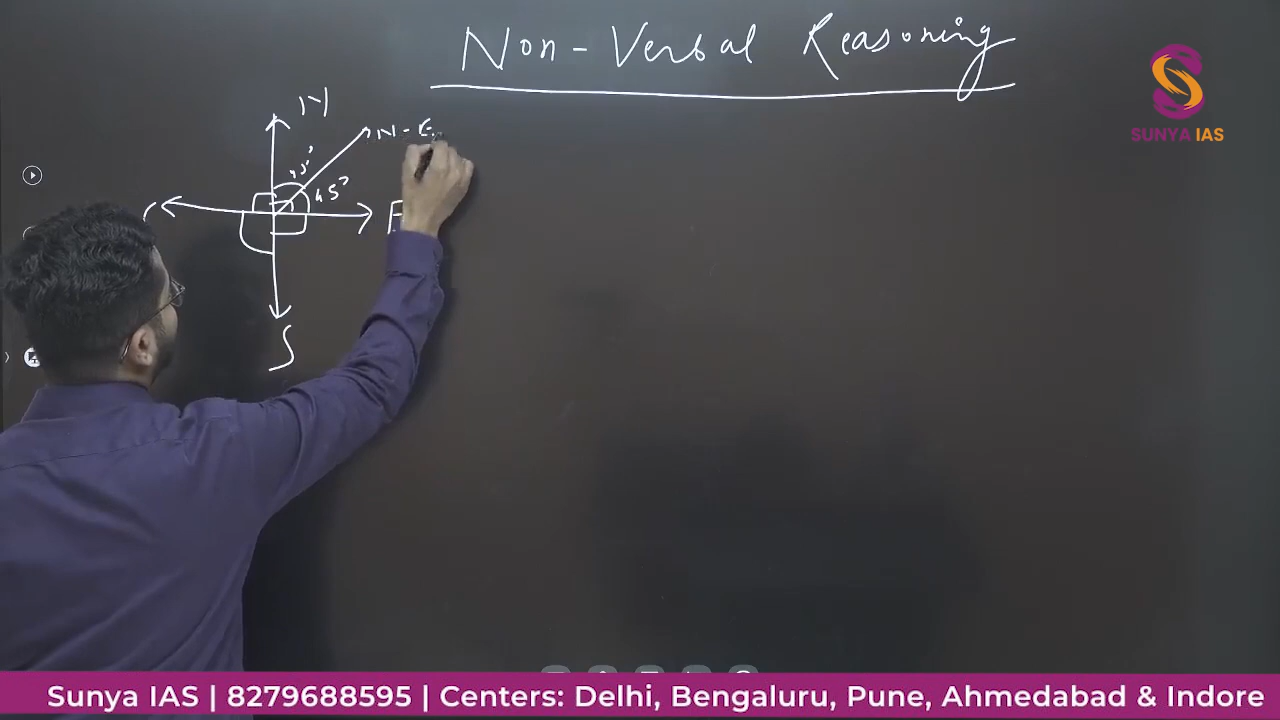 Non-Verbal Reasoning
SUNYA IAS
N
N-E
45°
45°
E
S
Sunya IAS | 8279688595 | Centers: Delhi, Bengaluru, Pune, Ahmedabad & Indore